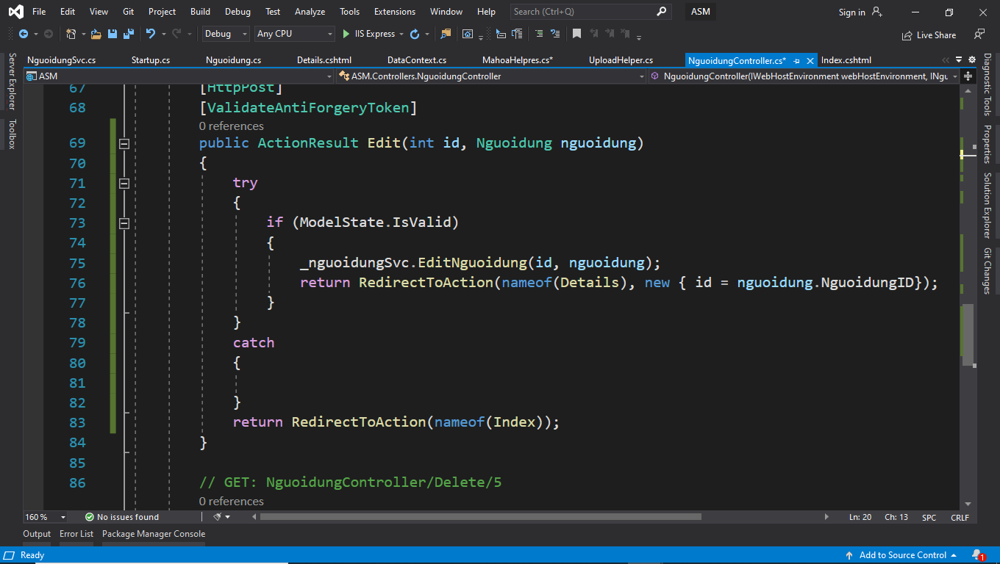 File Edit View Git Project Build Debug Test Analyze Tools Extensions Window Help Search (Ctrl+Q) ASM Sign in
Debug Any CPU IIS Express Live Share
NguoidungSvc.cs Startup.cs Nguoidung.cs Details.cshtml DataContext.cs MahoaHelpres.cs* UploadHelper.cs NguoidungController.cs* Index.cshtml
ASM ASM.Controllers.NguoidungController NguoidungController(IWebHostEnvironment webHostEnvironment, INgu
Server Explorer
Toolbox
Diagnostic Tools
Properties
Solution Explorer
Git Changes
67 [HttpPost]
68 [ValidateAntiForgeryToken]
0 references
69 public ActionResult Edit(int id, Nguoidung nguoidung)
70 {
71 try
72 {
73 if (ModelState.IsValid)
74 {
75 _nguoidungSvc.EditNguoidung(id, nguoidung);
76 return RedirectToAction(nameof(Details), new { id = nguoidung.NguoidungID});
77 }
78 }
79 catch
80 {
81
82 }
83 return RedirectToAction(nameof(Index));
84 }
85
86 // GET: NguoidungController/Delete/5
0 references
160 % No issues found Ln: 20 Ch: 13 SPC CRLF
Output Error List Package Manager Console
Ready Add to Source Control 1